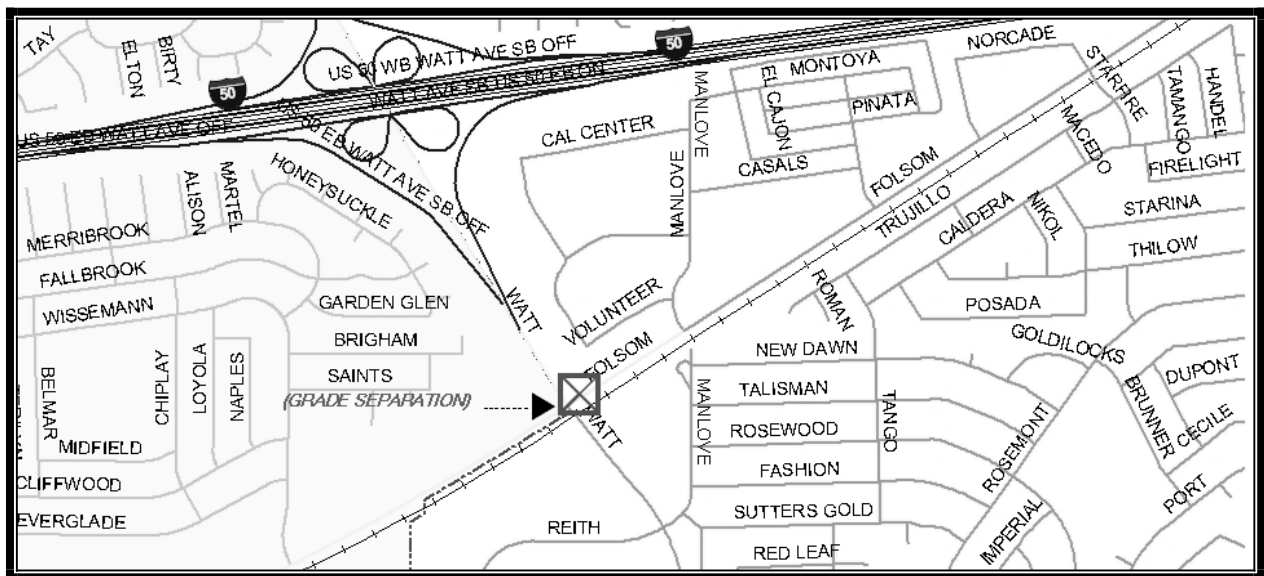 TAY
ELTON
BIRTY
50
US 50 WB WATT AVE SB OFF
50
NORCADE
STARFIRE
MONTOYA
EL CAJON
PINATA
MANLOVE
TAMANGO
HANDEL
WATT AVE SB US 50 EB ON
US 50 EB WATT AVE OFF
US 50 EB WATT AVE SB OFF
CAL CENTER
CASALS
MACEDO
FIRELIGHT
FOLSOM
HONEYSUCKLE
ALISON
MARTEL
MANLOVE
TRUJILLO
CALDERA
NIKOL
STARINA
THILOW
MERRIBROOK
FALLBROOK
WISSEMANN
GARDEN GLEN
WATT
VOLUNTEER
ROMAN
POSADA
GOLDILOCKS
BRIGHAM
SAINTS
(GRADE SEPARATION)
FOLSOM
NEW DAWN
DUPONT
BELMAR
CHIPLAY
LOYOLA
NAPLES
WATT
MANLOVE
TALISMAN
TANGO
BRUNNER
CECILE
ROSEWOOD
ROSEMONT
MIDFIELD
FASHION
CLIFFWOOD
PORT
EVERGLADE
REITH
SUTTERS GOLD
IMPERIAL
RED LEAF